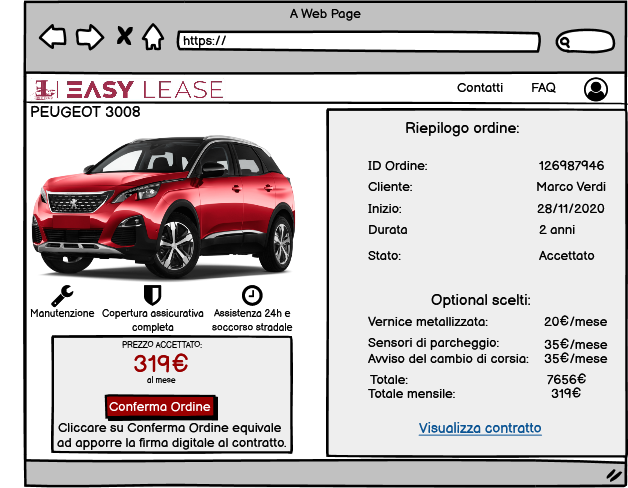 A Web Page
https://
EASY LEASE
Contatti
FAQ
PEUGEOT 3008
Manutenzione
Copertura assicurativa
completa
Assistenza 24h e
soccorso stradale
PREZZO ACCETTATO:
319€
al mese
Conferma Ordine
Cliccare su Conferma Ordine equivale
ad apporre la firma digitale al contratto.
Riepilogo ordine:
ID Ordine: 126987946
Cliente: Marco Verdi
Inizio: 28/11/2020
Durata 2 anni
Stato: Accettato
Optional scelti:
Vernice metallizzata: 20€/mese
Sensori di parcheggio: 35€/mese
Avviso del cambio di corsia: 35€/mese
Totale: 7656€
Totale mensile: 319€
Visualizza contratto